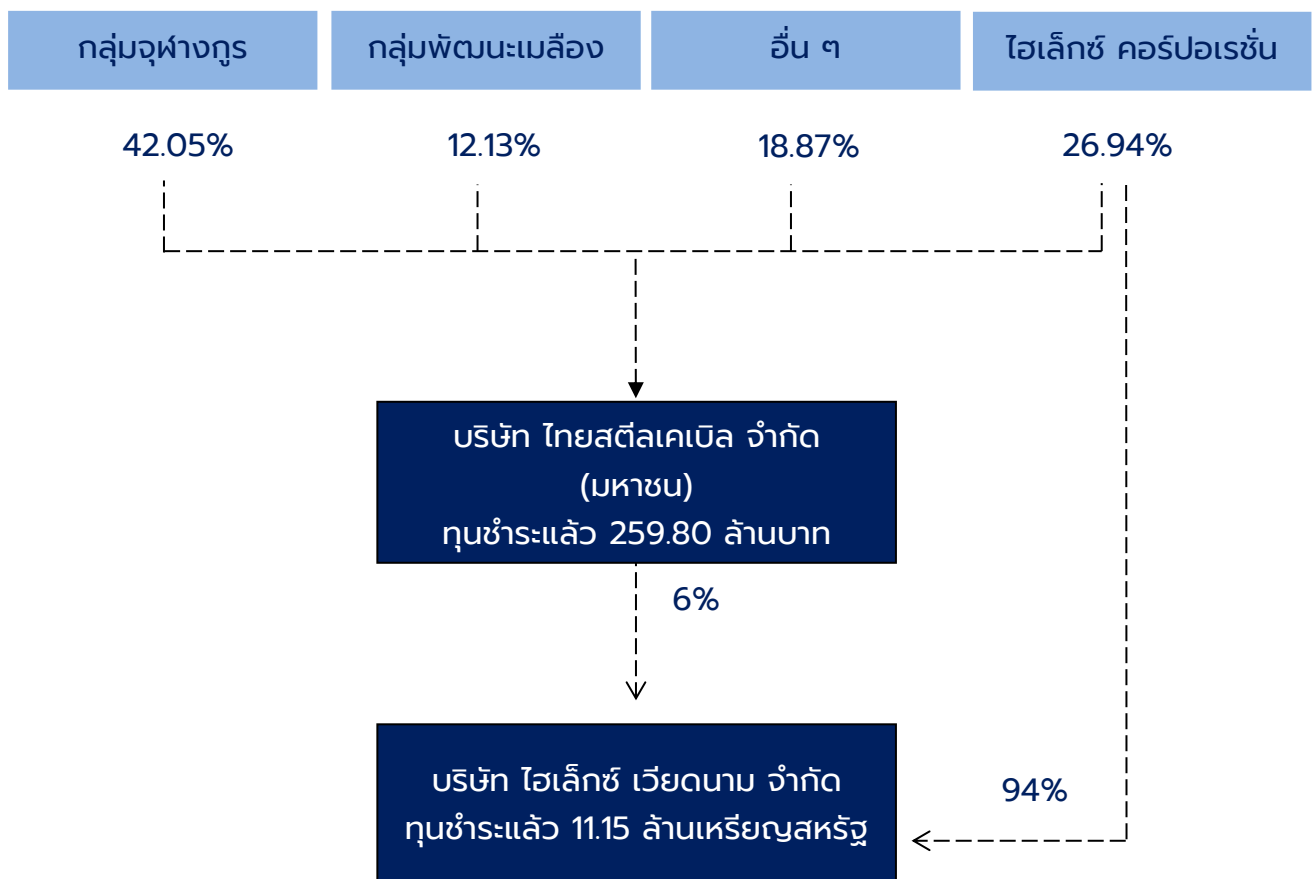 กลุ่มจุฬางกูร
กลุ่มพัฒนะเมลือง
อื่น ๆ
ไฮเล็กซ์ คอร์ปอเรชั่น
42.05%
12.13%
18.87%
26.94%
บริษัท ไทยสตีลเคเบิล จำกัด
(มหาชน)
ทุนชำระแล้ว 259.80 ล้านบาท
6%
บริษัท ไฮเล็กซ์ เวียดนาม จำกัด
ทุนชำระแล้ว 11.15 ล้านเหรียญสหรัฐ
94%